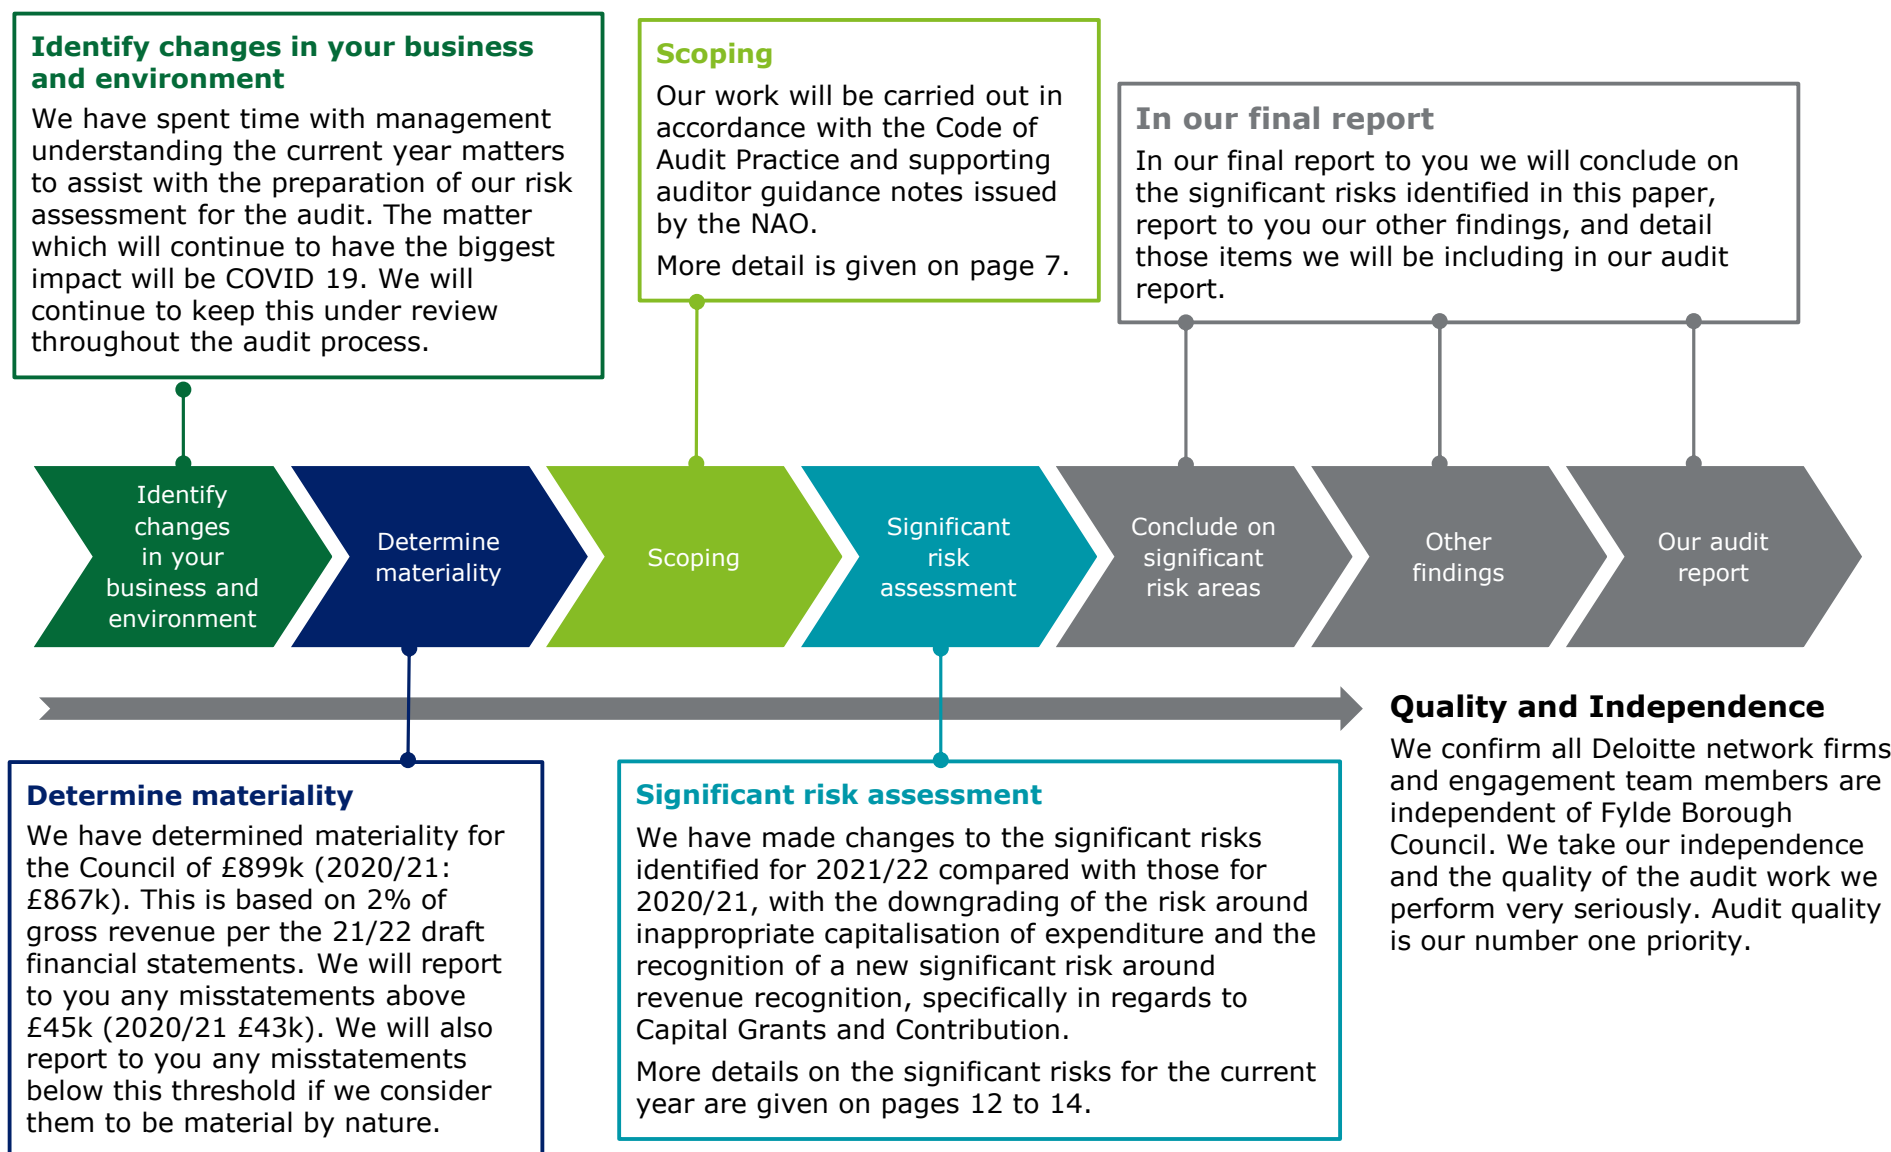 Identify changes in your business
and environment
We have spent time with management
understanding the current year matters
to assist with the preparation of our risk
assessment for the audit. The matter
which will continue to have the biggest
impact will be COVID 19. We will
continue to keep this under review
throughout the audit process.
Scoping
Our work will be carried out in
accordance with the Code of
Audit Practice and supporting
auditor guidance notes issued
by the NAO.
More detail is given on page 7.
In our final report
In our final report to you we will conclude on
the significant risks identified in this paper,
report to you our other findings, and detail
those items we will be including in our audit
report.
Identify
changes
in your
business and
environment
Determine
materiality
Scoping
Significant
risk
assessment
Conclude on
significant
risk areas
Other
findings
Our audit
report
Determine materiality
We have determined materiality for
the Council of £899k (2020/21:
£867k). This is based on 2% of
gross revenue per the 21/22 draft
financial statements. We will report
to you any misstatements above
£45k (2020/21 £43k). We will also
report to you any misstatements
below this threshold if we consider
them to be material by nature.
Significant risk assessment
We have made changes to the significant risks
identified for 2021/22 compared with those for
2020/21, with the downgrading of the risk around
inappropriate capitalisation of expenditure and the
recognition of a new significant risk around
revenue recognition, specifically in regards to
Capital Grants and Contribution.
More details on the significant risks for the current
year are given on pages 12 to 14.
Quality and Independence
We confirm all Deloitte network firms
and engagement team members are
independent of Fylde Borough
Council. We take our independence
and the quality of the audit work we
perform very seriously. Audit quality
is our number one priority.